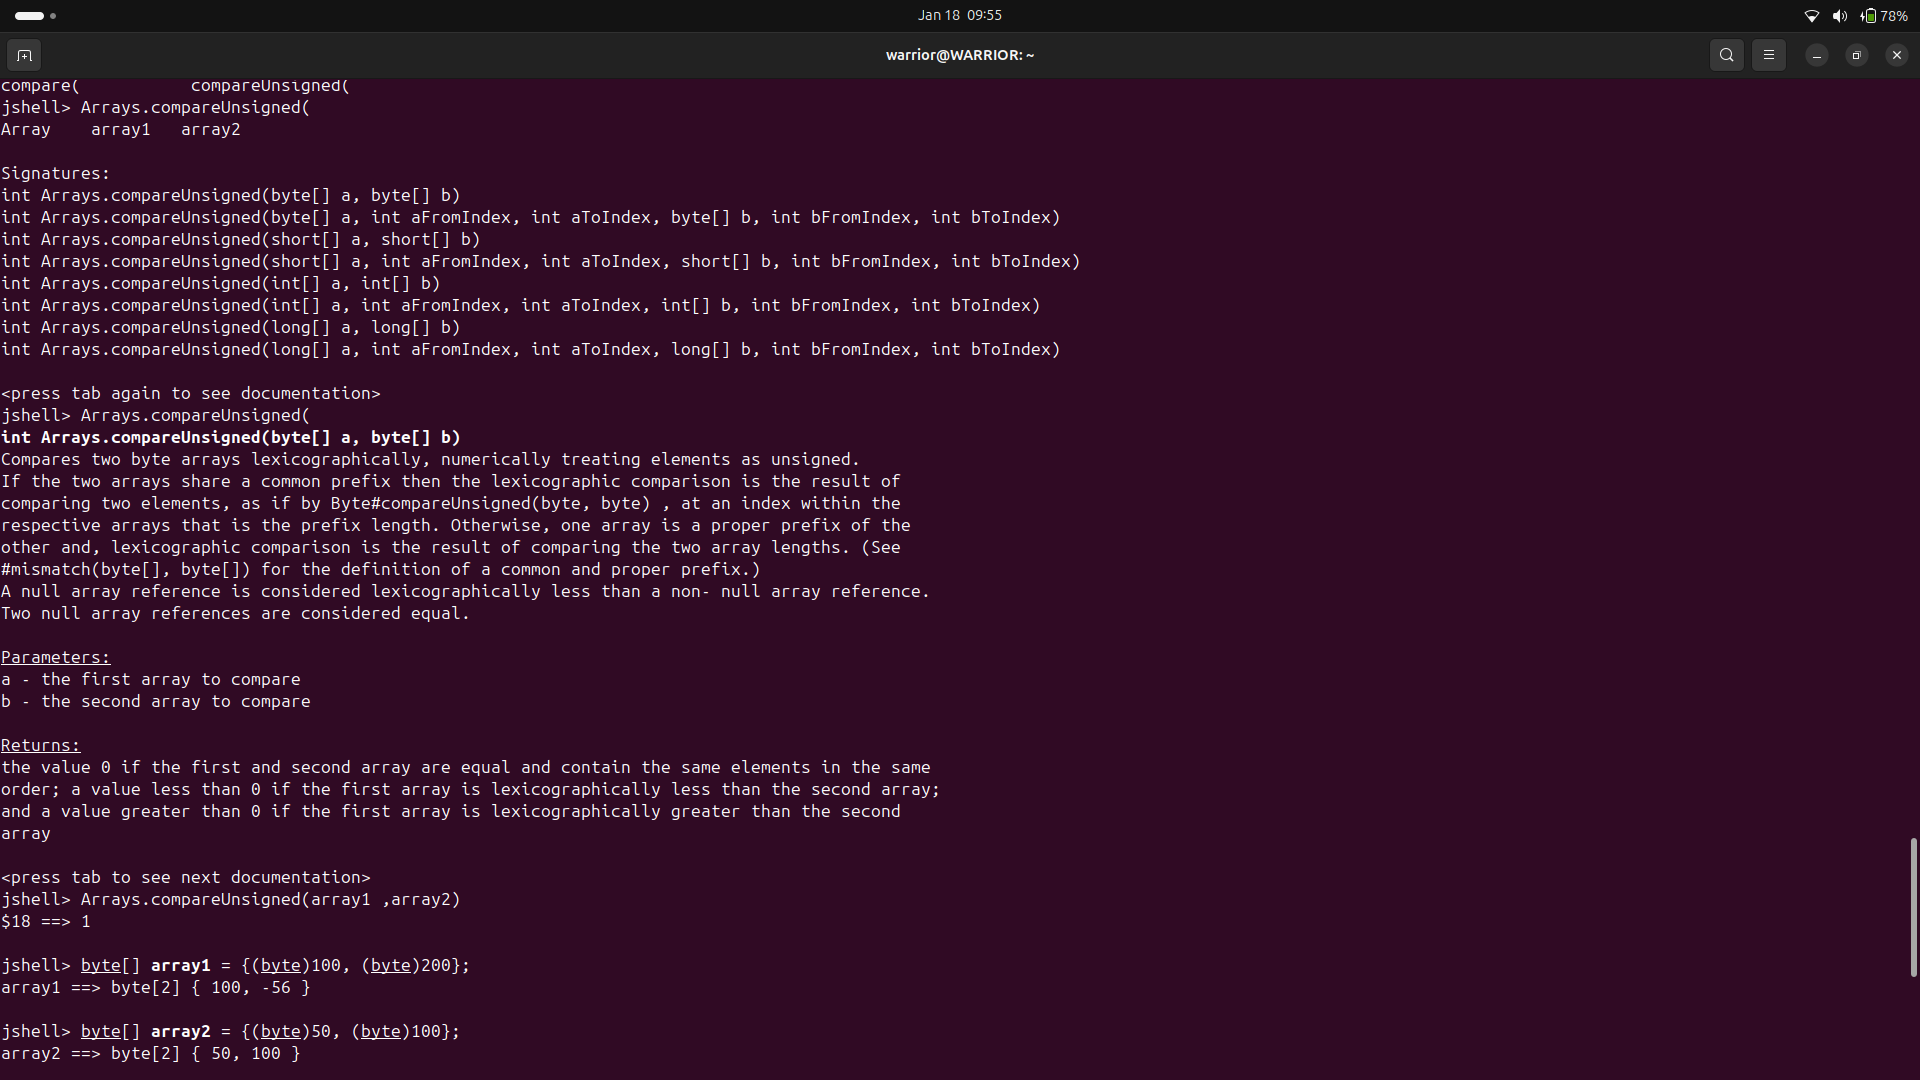 Jan 18 09:55
78%
warrior@WARRIOR: ~
compare( compareUnsigned(
jshell> Arrays.compareUnsigned(
Array array1 array2
Signatures:
int Arrays.compareUnsigned(byte[] a, byte[] b)
int Arrays.compareUnsigned(byte[] a, int aFromIndex, int aToIndex, byte[] b, int bFromIndex, int bToIndex)
int Arrays.compareUnsigned(short[] a, short[] b)
int Arrays.compareUnsigned(short[] a, int aFromIndex, int aToIndex, short[] b, int bFromIndex, int bToIndex)
int Arrays.compareUnsigned(int[] a, int[] b)
int Arrays.compareUnsigned(int[] a, int aFromIndex, int aToIndex, int[] b, int bFromIndex, int bToIndex)
int Arrays.compareUnsigned(long[] a, long[] b)
int Arrays.compareUnsigned(long[] a, int aFromIndex, int aToIndex, long[] b, int bFromIndex, int bToIndex)
<press tab again to see documentation>
jshell> Arrays.compareUnsigned(
int Arrays.compareUnsigned(byte[] a, byte[] b)
Compares two byte arrays lexicographically, numerically treating elements as unsigned.
If the two arrays share a common prefix then the lexicographic comparison is the result of
comparing two elements, as if by Byte#compareUnsigned(byte, byte) , at an index within the
respective arrays that is the prefix length. Otherwise, one array is a proper prefix of the
other and, lexicographic comparison is the result of comparing the two array lengths. (See
#mismatch(byte[], byte[]) for the definition of a common and proper prefix.)
A null array reference is considered lexicographically less than a non- null array reference.
Two null array references are considered equal.
Parameters:
a - the first array to compare
b - the second array to compare
Returns:
the value 0 if the first and second array are equal and contain the same elements in the same
order; a value less than 0 if the first array is lexicographically less than the second array;
and a value greater than 0 if the first array is lexicographically greater than the second
array
<press tab to see next documentation>
jshell> Arrays.compareUnsigned(array1 ,array2)
$18 ==> 1
jshell> byte[] array1 = {(byte)100, (byte)200};
array1 ==> byte[2] { 100, -56 }
jshell> byte[] array2 = {(byte)50, (byte)100};
array2 ==> byte[2] { 50, 100 }